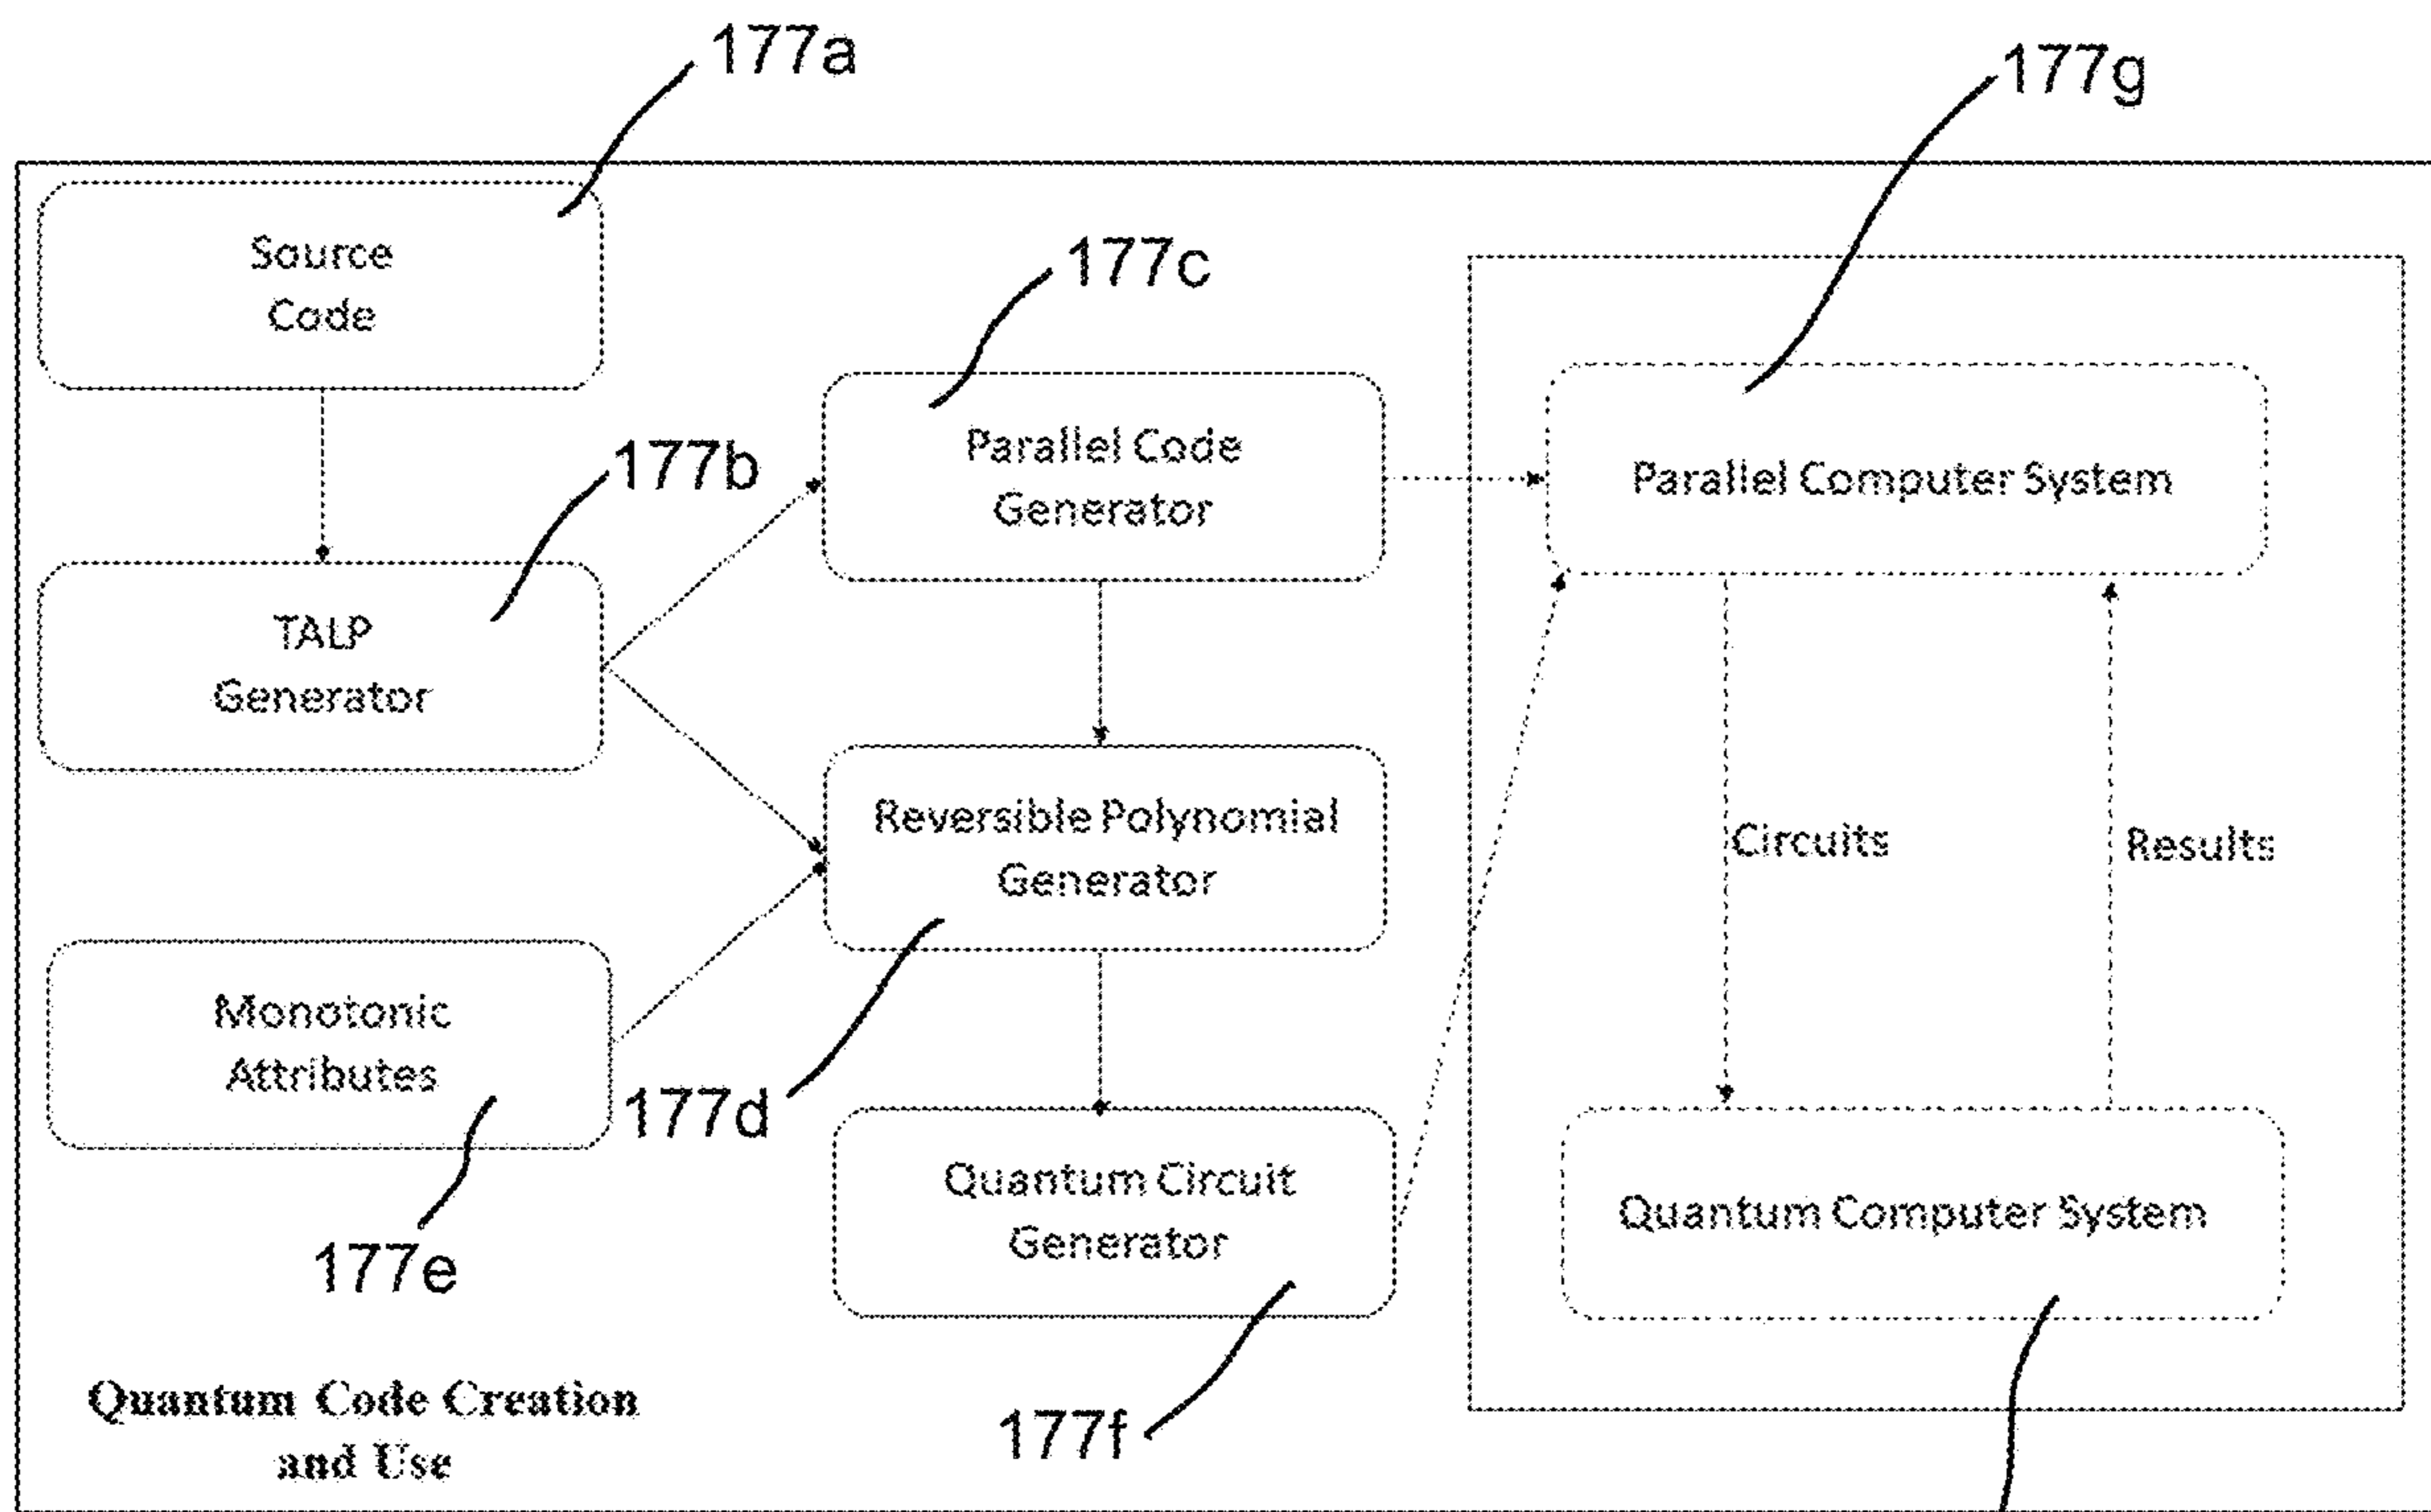 177a
177g
Source
Code
177c
Parallel Code
Generator
Parallel Computer System
177b
TALP
Generator
Reversible Polynomial
Generator
Circuits
Results
Monotonic
Attributes
177d
Quantum Circuit
Generator
Quantum Computer System
177e
Quantum Code Creation
and Use
177f